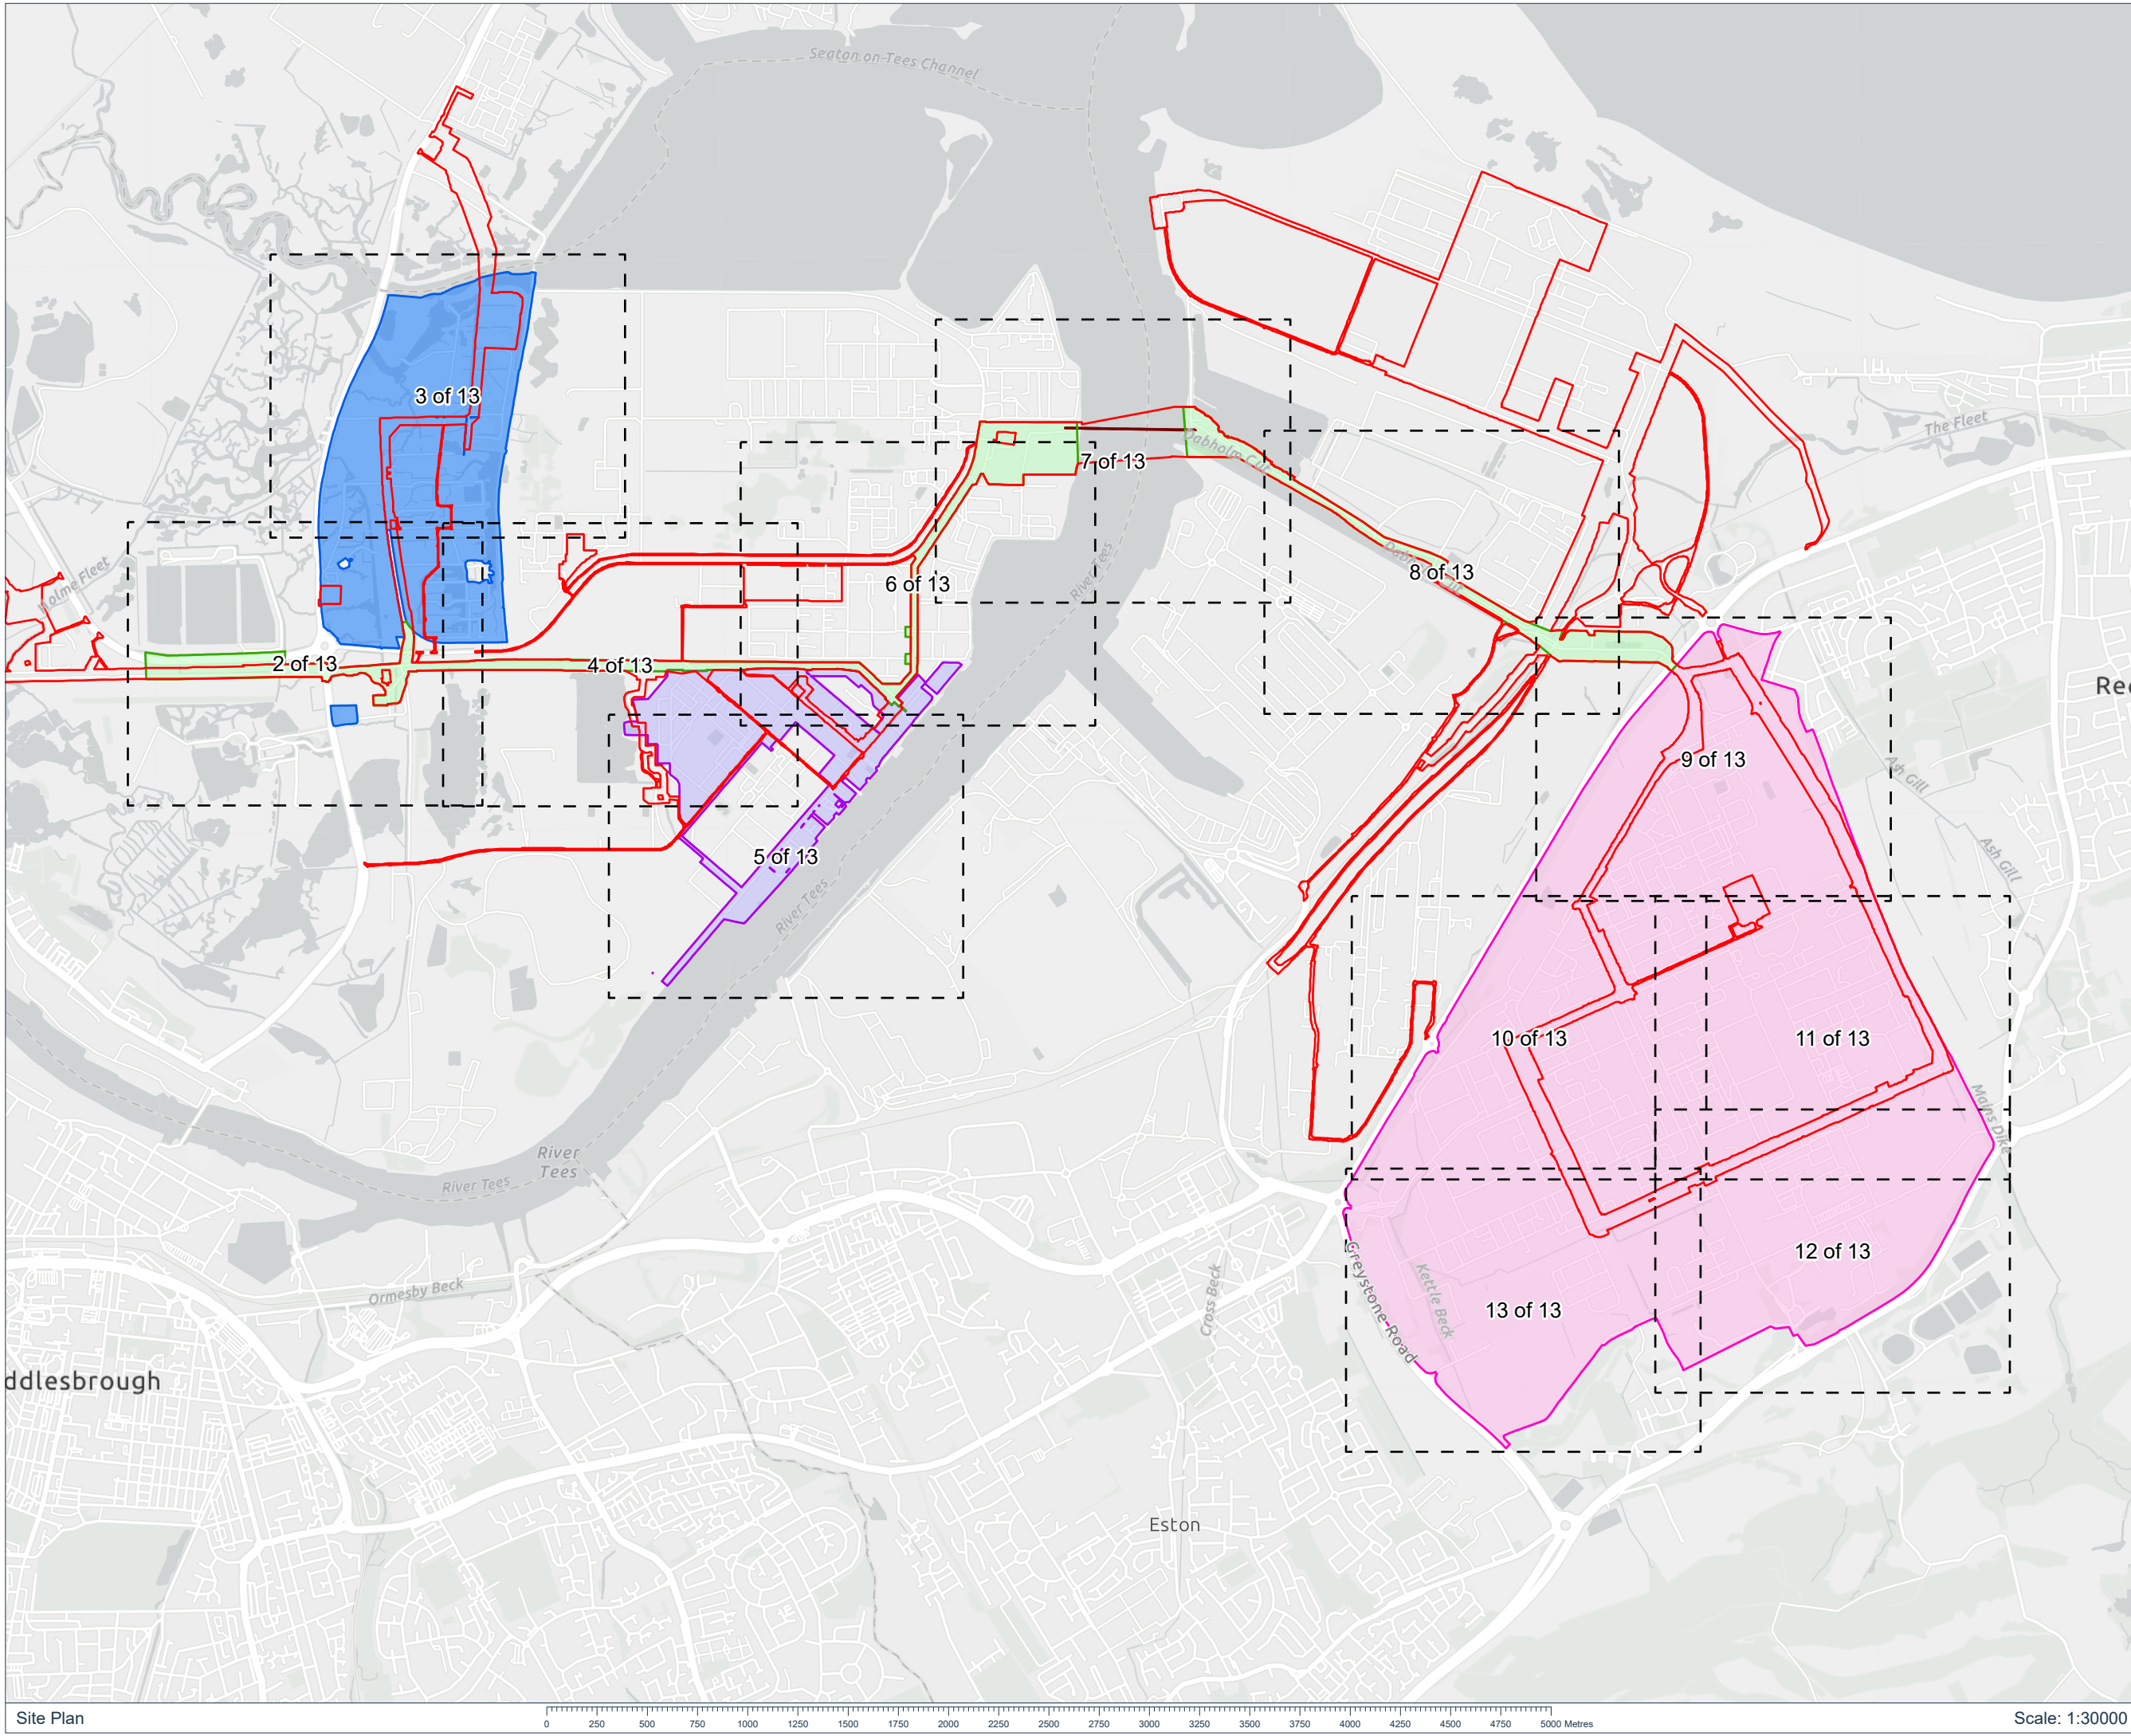 Seaton on Tees Channel
3 of 13
The Fleet
Dabholm Cut
7 of 13
River Tees
Holme Fleet
8 of 13
6 of 13
2 of 13
4 of 13
Red
9 of 13
Ash Gill
Ash Gill
5 of 13
River Tees
10 of 13
11 of 13
Mains Dike
River
Tees
River Tees
12 of 13
Ormesby Beck
Cross Beck
Greystone Road
Kettle Beck
13 of 13
ddlesbrough
Eston
Site Plan
0 250 500 750 1000 1250 1500 1750 2000 2250 2500 2750 3000 3250 3500 3750 4000 4250 4500 4750 5000 Metres
Scale: 1:30000